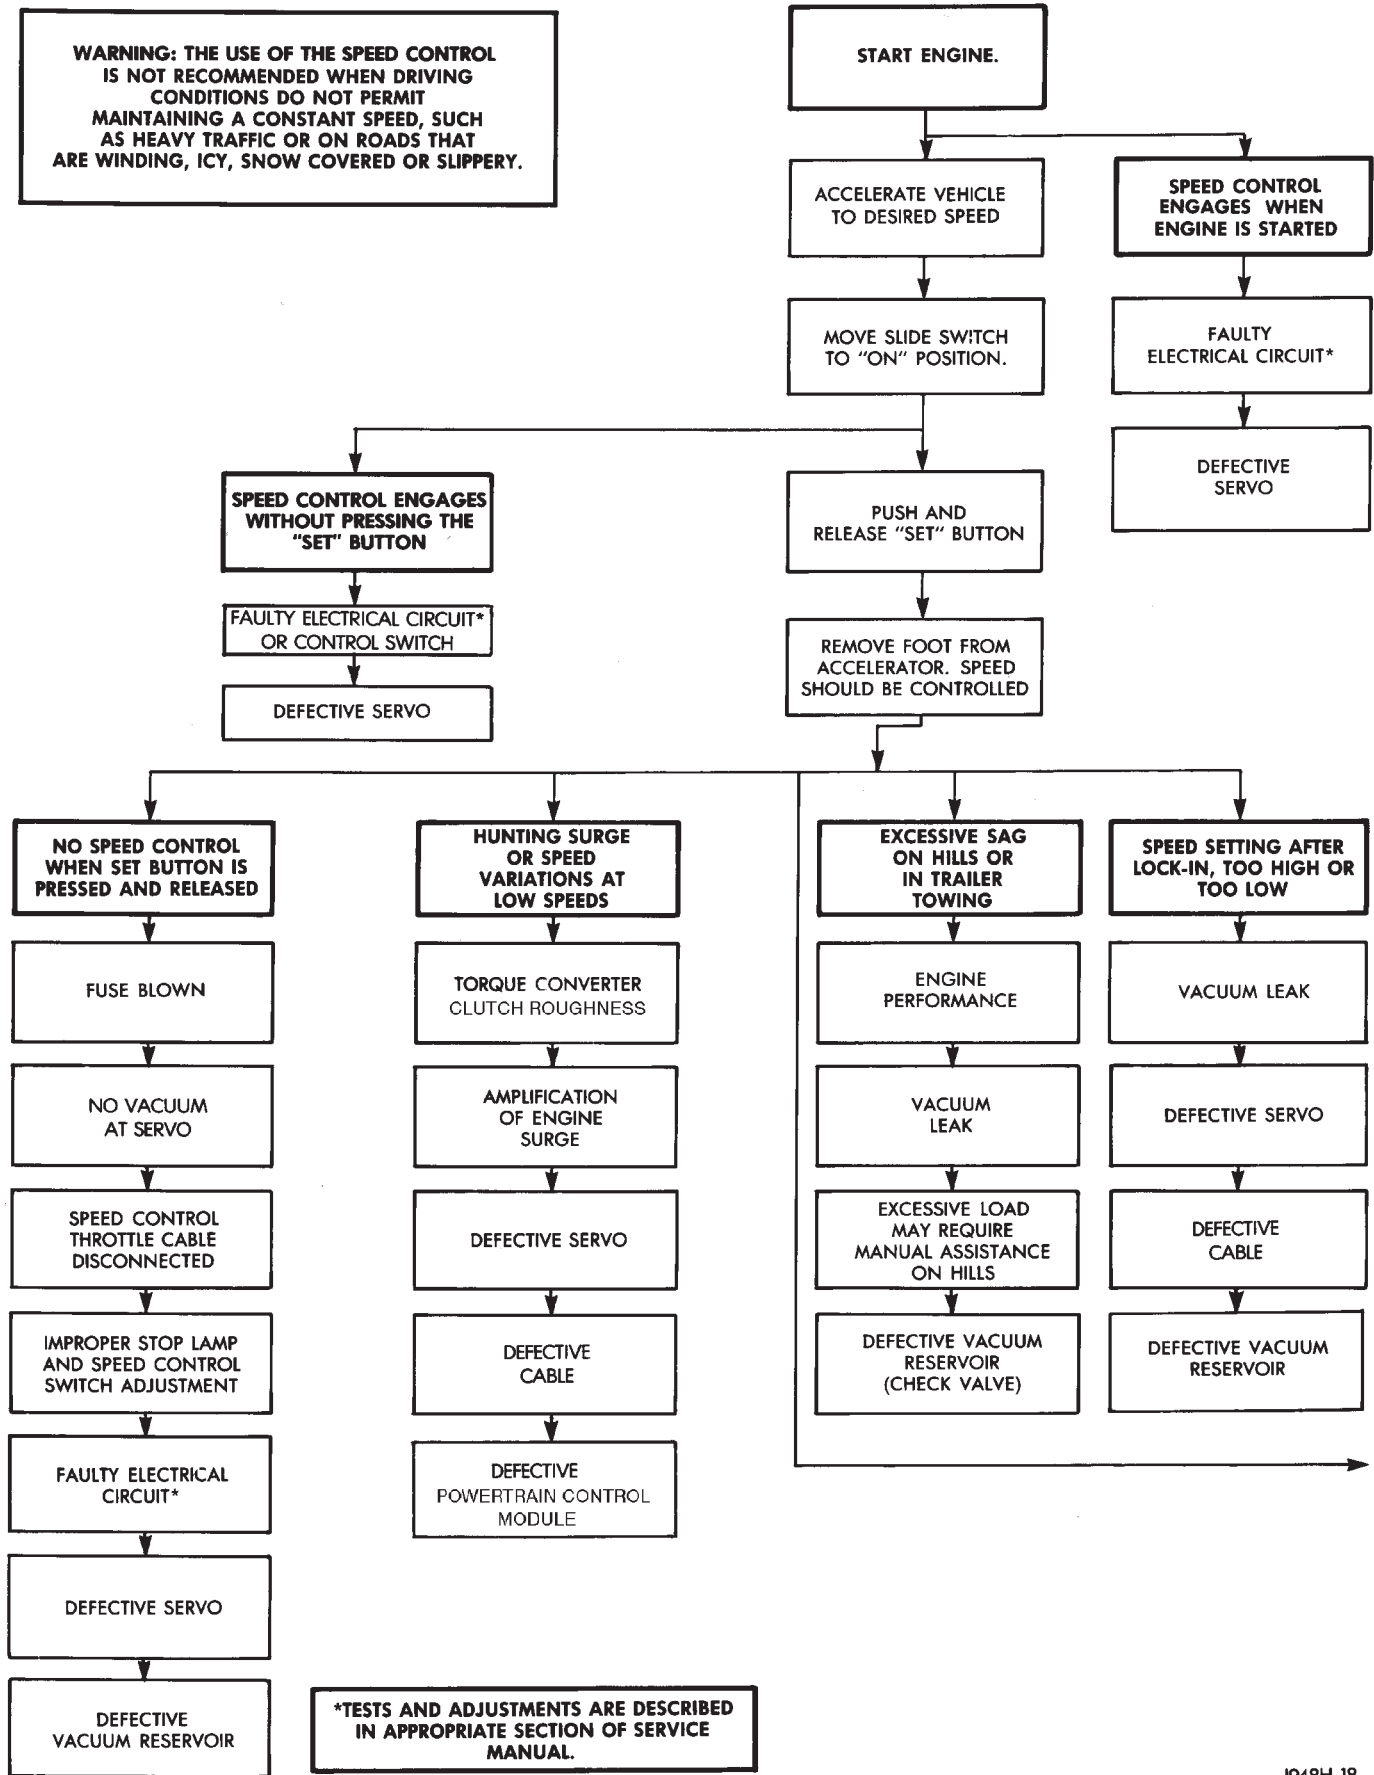 WARNING: THE USE OF THE SPEED CONTROL
IS NOT RECOMMENDED WHEN DRIVING
CONDITIONS DO NOT PERMIT
MAINTAINING A CONSTANT SPEED, SUCH
AS HEAVY TRAFFIC OR ON ROADS THAT
ARE WINDING, ICY, SNOW COVERED OR SLIPPERY.
START ENGINE.
ACCELERATE VEHICLE
TO DESIRED SPEED
SPEED CONTROL
ENGAGES WHEN
ENGINE IS STARTED
MOVE SLIDE SWITCH
TO "ON" POSITION.
FAULTY
ELECTRICAL CIRCUIT*
DEFECTIVE
SERVO
SPEED CONTROL ENGAGES
WITHOUT PRESSING THE
"SET" BUTTON
PUSH AND
RELEASE "SET" BUTTON
FAULTY ELECTRICAL CIRCUIT*
OR CONTROL SWITCH
DEFECTIVE SERVO
REMOVE FOOT FROM
ACCELERATOR. SPEED
SHOULD BE CONTROLLED
NO SPEED CONTROL
WHEN SET BUTTON IS
PRESSED AND RELEASED
FUSE BLOWN
NO VACUUM
AT SERVO
SPEED CONTROL
THROTTLE CABLE
DISCONNECTED
IMPROPER STOP LAMP
AND SPEED CONTROL
SWITCH ADJUSTMENT
FAULTY ELECTRICAL
CIRCUIT*
DEFECTIVE SERVO
DEFECTIVE
VACUUM RESERVOIR
HUNTING SURGE
OR SPEED
VARIATIONS AT
LOW SPEEDS
TORQUE CONVERTER
CLUTCH ROUGHNESS
AMPLIFICATION
OF ENGINE
SURGE
DEFECTIVE SERVO
DEFECTIVE
CABLE
DEFECTIVE
POWERTRAIN CONTROL
MODULE
EXCESSIVE SAG
ON HILLS OR
IN TRAILER
TOWING
ENGINE
PERFORMANCE
VACUUM
LEAK
EXCESSIVE LOAD
MAY REQUIRE
MANUAL ASSISTANCE
ON HILLS
DEFECTIVE VACUUM
RESERVOIR
(CHECK VALVE)
SPEED SETTING AFTER
LOCK-IN, TOO HIGH OR
TOO LOW
VACUUM LEAK
DEFECTIVE SERVO
DEFECTIVE
CABLE
DEFECTIVE VACUUM
RESERVOIR
*TESTS AND ADJUSTMENTS ARE DESCRIBED
IN APPROPRIATE SECTION OF SERVICE
MANUAL.